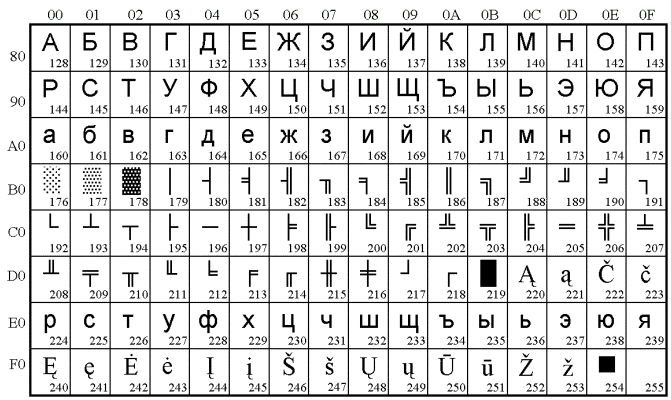 00 01 02 03 04 05 06 07 08 09 0A 0B 0C 0D 0E 0F
80 А Б В Г Д Е Ж З И Й К Л М Н О П
128 129 130 131 132 133 134 135 136 137 138 139 140 141 142 143
90 Р С Т У Ф Х Ц Ч Ш Щ Ъ Ы Ь Э Ю Я
144 145 146 147 148 149 150 151 152 153 154 155 156 157 158 159
A0 а б в г д е ж з и й к л м н о п
160 161 162 163 164 165 166 167 168 169 170 171 172 173 174 175
B0 ░ ▒ ▓ │ ┤ ╡ ╢ ╖ ╕ ╣ ║ ╗ ╝ ╜ ╛ ┐
176 177 178 179 180 181 182 183 184 185 186 187 188 189 190 191
C0 └ ┴ ┬ ├ ─ ┼ ╞ ╟ ╚ ╔ ╩ ╦ ╠ ═ ╬ ╧
192 193 194 195 196 197 198 199 200 201 202 203 204 205 206 207
D0 ╨ ╤ ╥ ╙ ╘ ╒ ╓ ╫ ╪ ┘ ┌ █ Ą ą Č č
208 209 210 211 212 213 214 215 216 217 218 219 220 221 222 223
E0 р с т у ф х ц ч ш щ ъ ы ь э ю я
224 225 226 227 228 229 230 231 232 233 234 235 236 237 238 239
F0 Ę ę Ė ė Į į Š š Ų ų Ū ū Ž ž ■
240 241 242 243 244 245 246 247 248 249 250 251 252 253 254 255